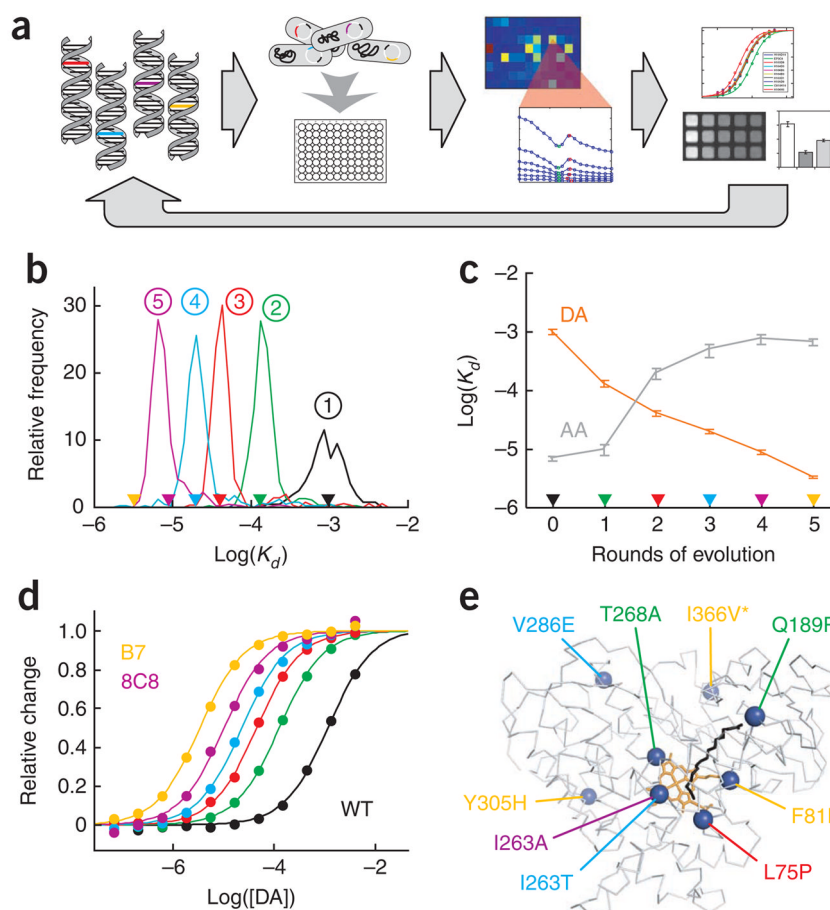 a
b
5
4
3
2
1
30
20
10
0
Relative frequency
−6
−5
−4
−3
−2
Log(Kd)
c
−2
−3
−4
−5
−6
Log(Kd)
DA
AA
0
1
2
3
4
5
Rounds of evolution
d
1.0
0.8
0.6
0.4
0.2
0
Relative change
B7
8C8
WT
−6
−4
−2
Log([DA])
e
V286E
T268A
I366V*
Y305H
I263A
I263T
L75P